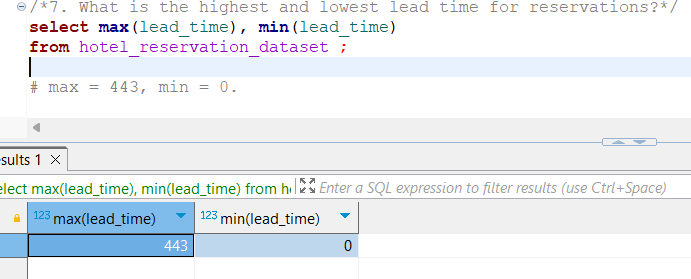 /*7. What is the highest and lowest lead time for reservations?*/
select max(lead_time), min(lead_time)
from hotel_reservation_dataset ;
# max = 443, min = 0.
esults 1
elect max(lead_time), min(lead_time) from h
Enter a SQL expression to filter results (use Ctrl+Space)
123 max(lead_time) 123 min(lead_time)
443 0